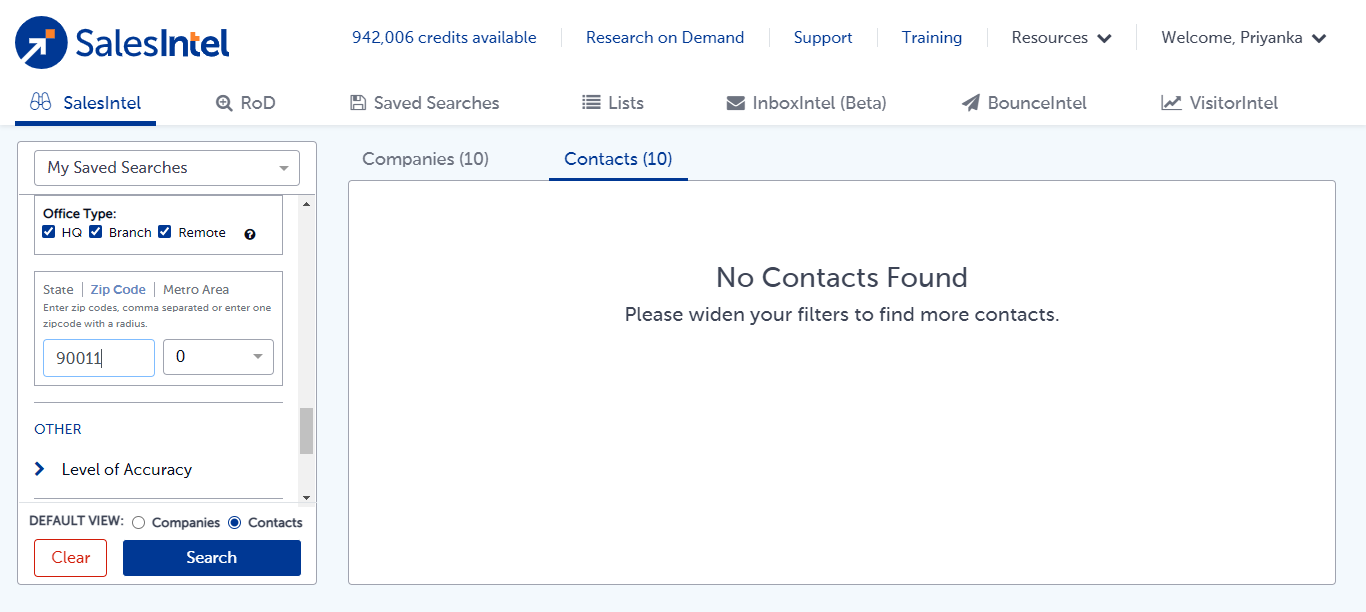 SalesIntel
942,006 credits available
Research on Demand
Support
Training
Resources
Welcome, Priyanka
SalesIntel
RoD
Saved Searches
Lists
InboxIntel (Beta)
BounceIntel
VisitorIntel
My Saved Searches
Office Type:
HQ Branch Remote ?
State | Zip Code | Metro Area
Enter zip codes, comma separated or enter one
zipcode with a radius.
90011
0
OTHER
Level of Accuracy
DEFAULT VIEW: Companies Contacts
Clear
Search
Companies (10)
Contacts (10)
No Contacts Found
Please widen your filters to find more contacts.